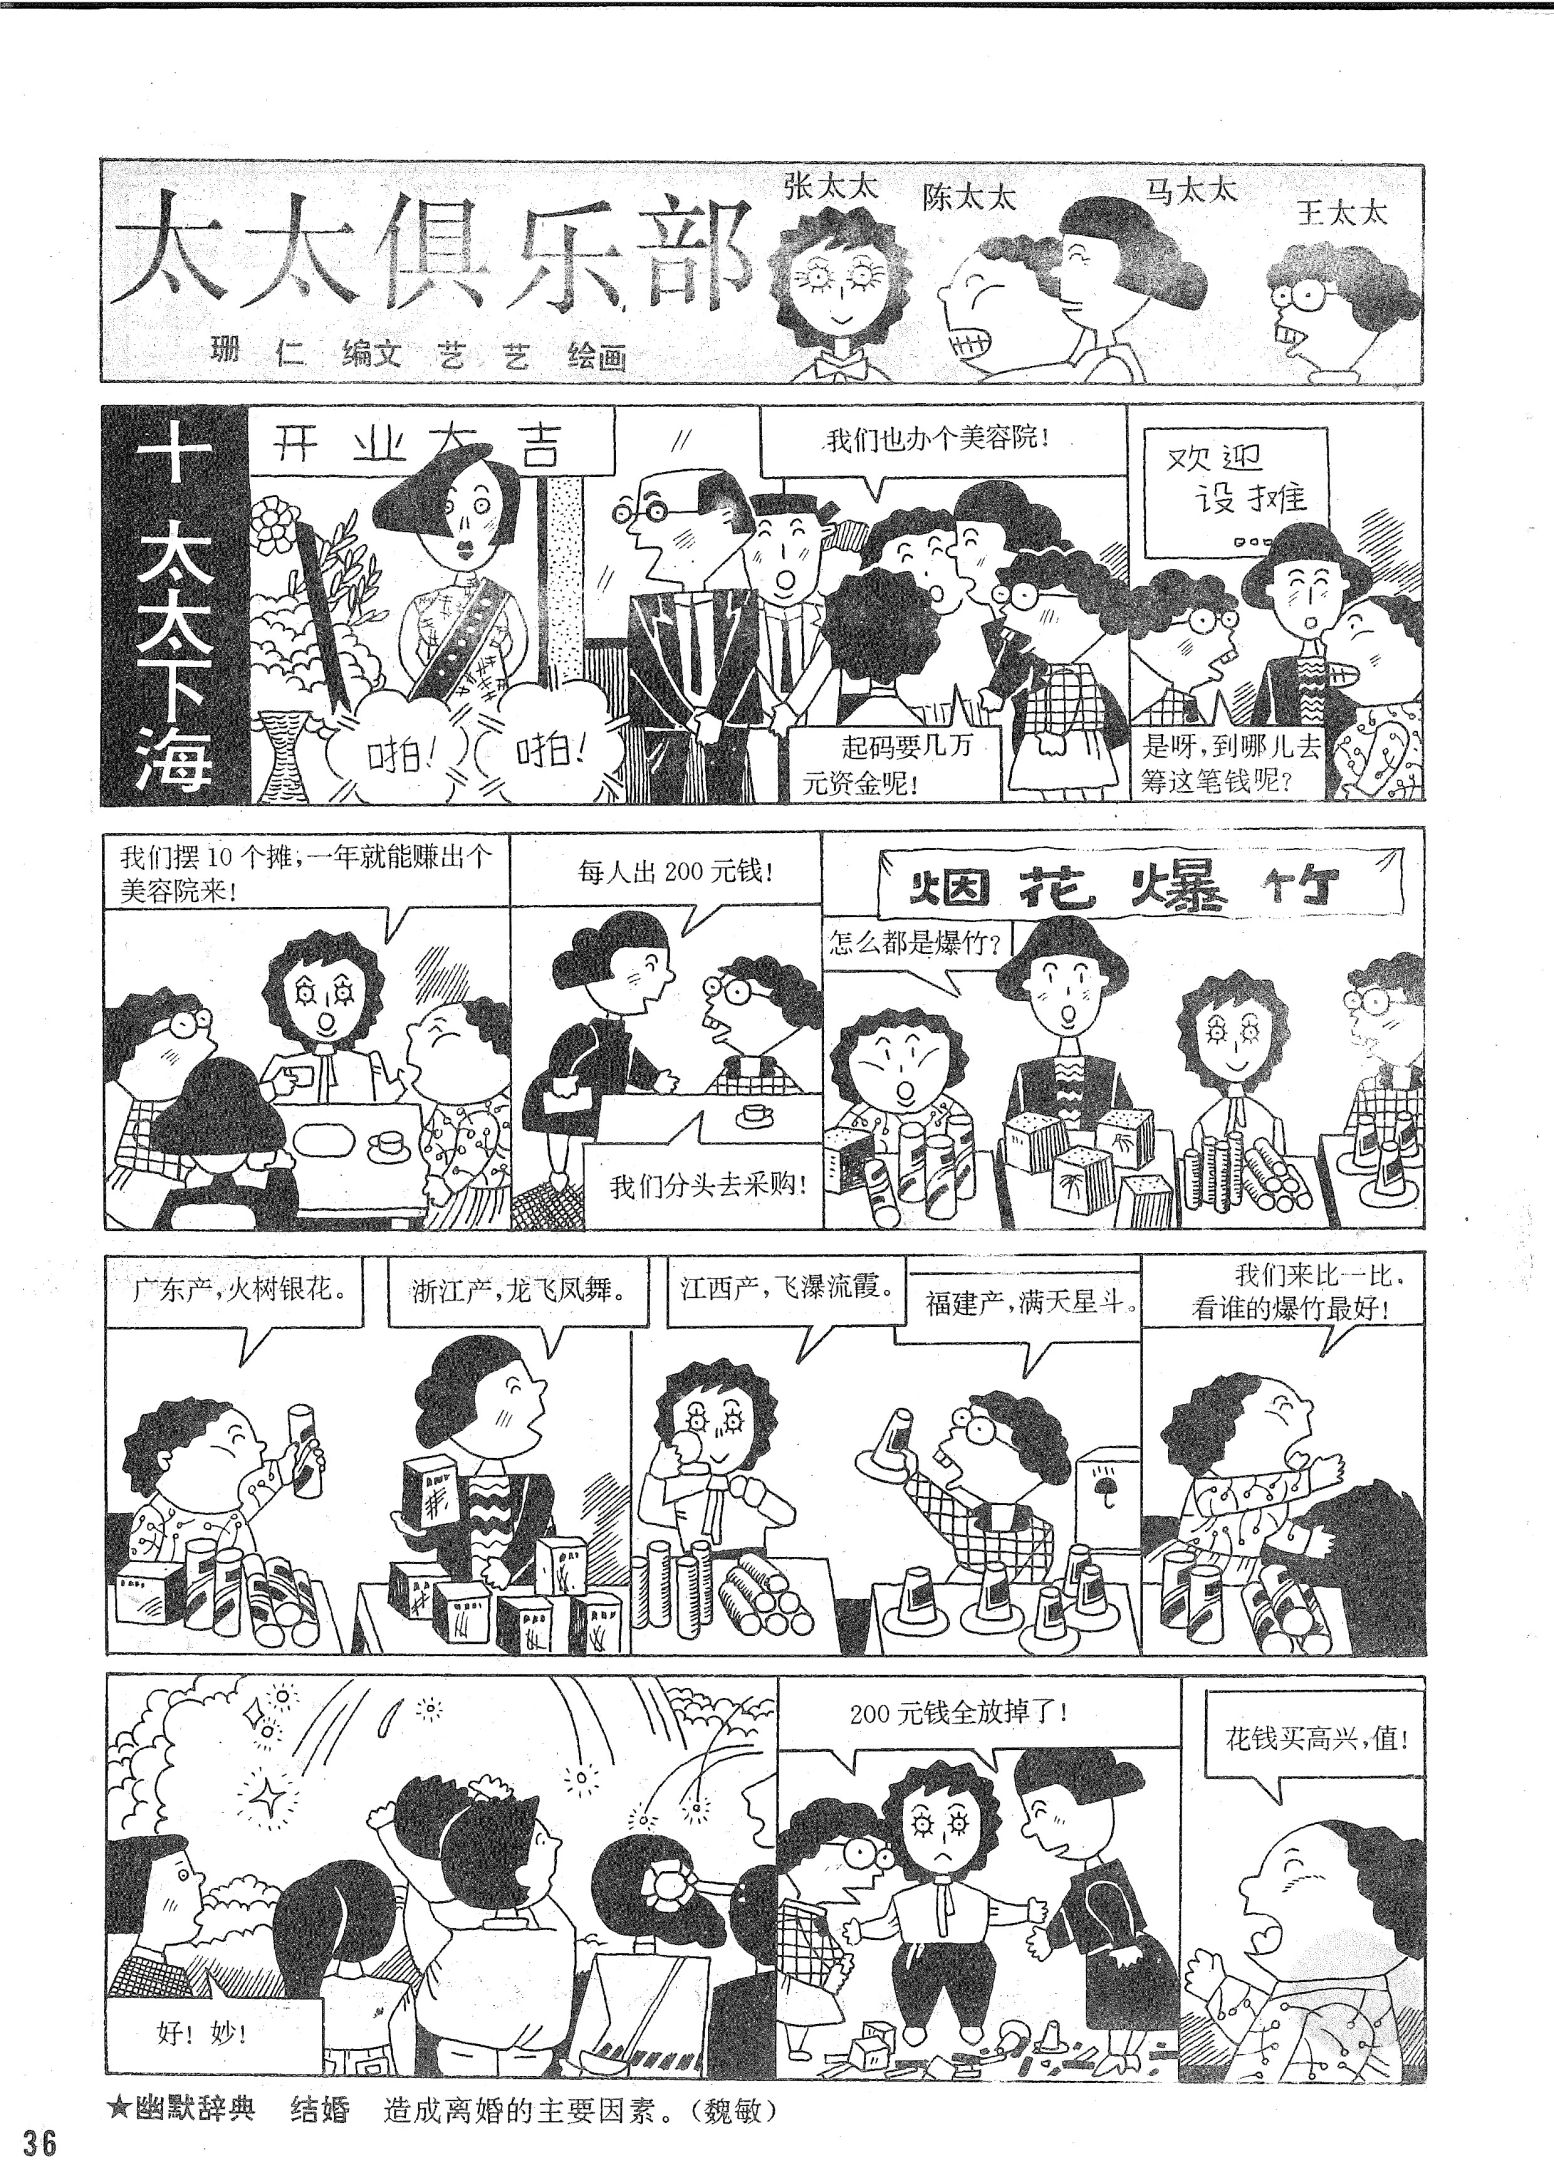 太太俱乐部
珊仁 编文 艺艺 绘画
张太太
陈太太
马太太
王太太
十太太下海
开业大吉
啪!
啪!
我们也办个美容院!
起码要几万
元资金呢!
欢迎
设摊
...
是呀,到哪儿去
筹这笔钱呢?
我们摆10个摊,一年就能赚出个
美容院来!
每人出200元钱!
我们分头去采购!
烟花爆竹
怎么都是爆竹?
广东产,火树银花。
浙江产,龙飞凤舞。
江西产,飞瀑流霞。
福建产,满天星斗。
我们来比一比,
看谁的爆竹最好!
好! 妙!
200元钱全放掉了!
花钱买高兴,值!
★幽默辞典 结婚 造成离婚的主要因素。(魏敏)
36